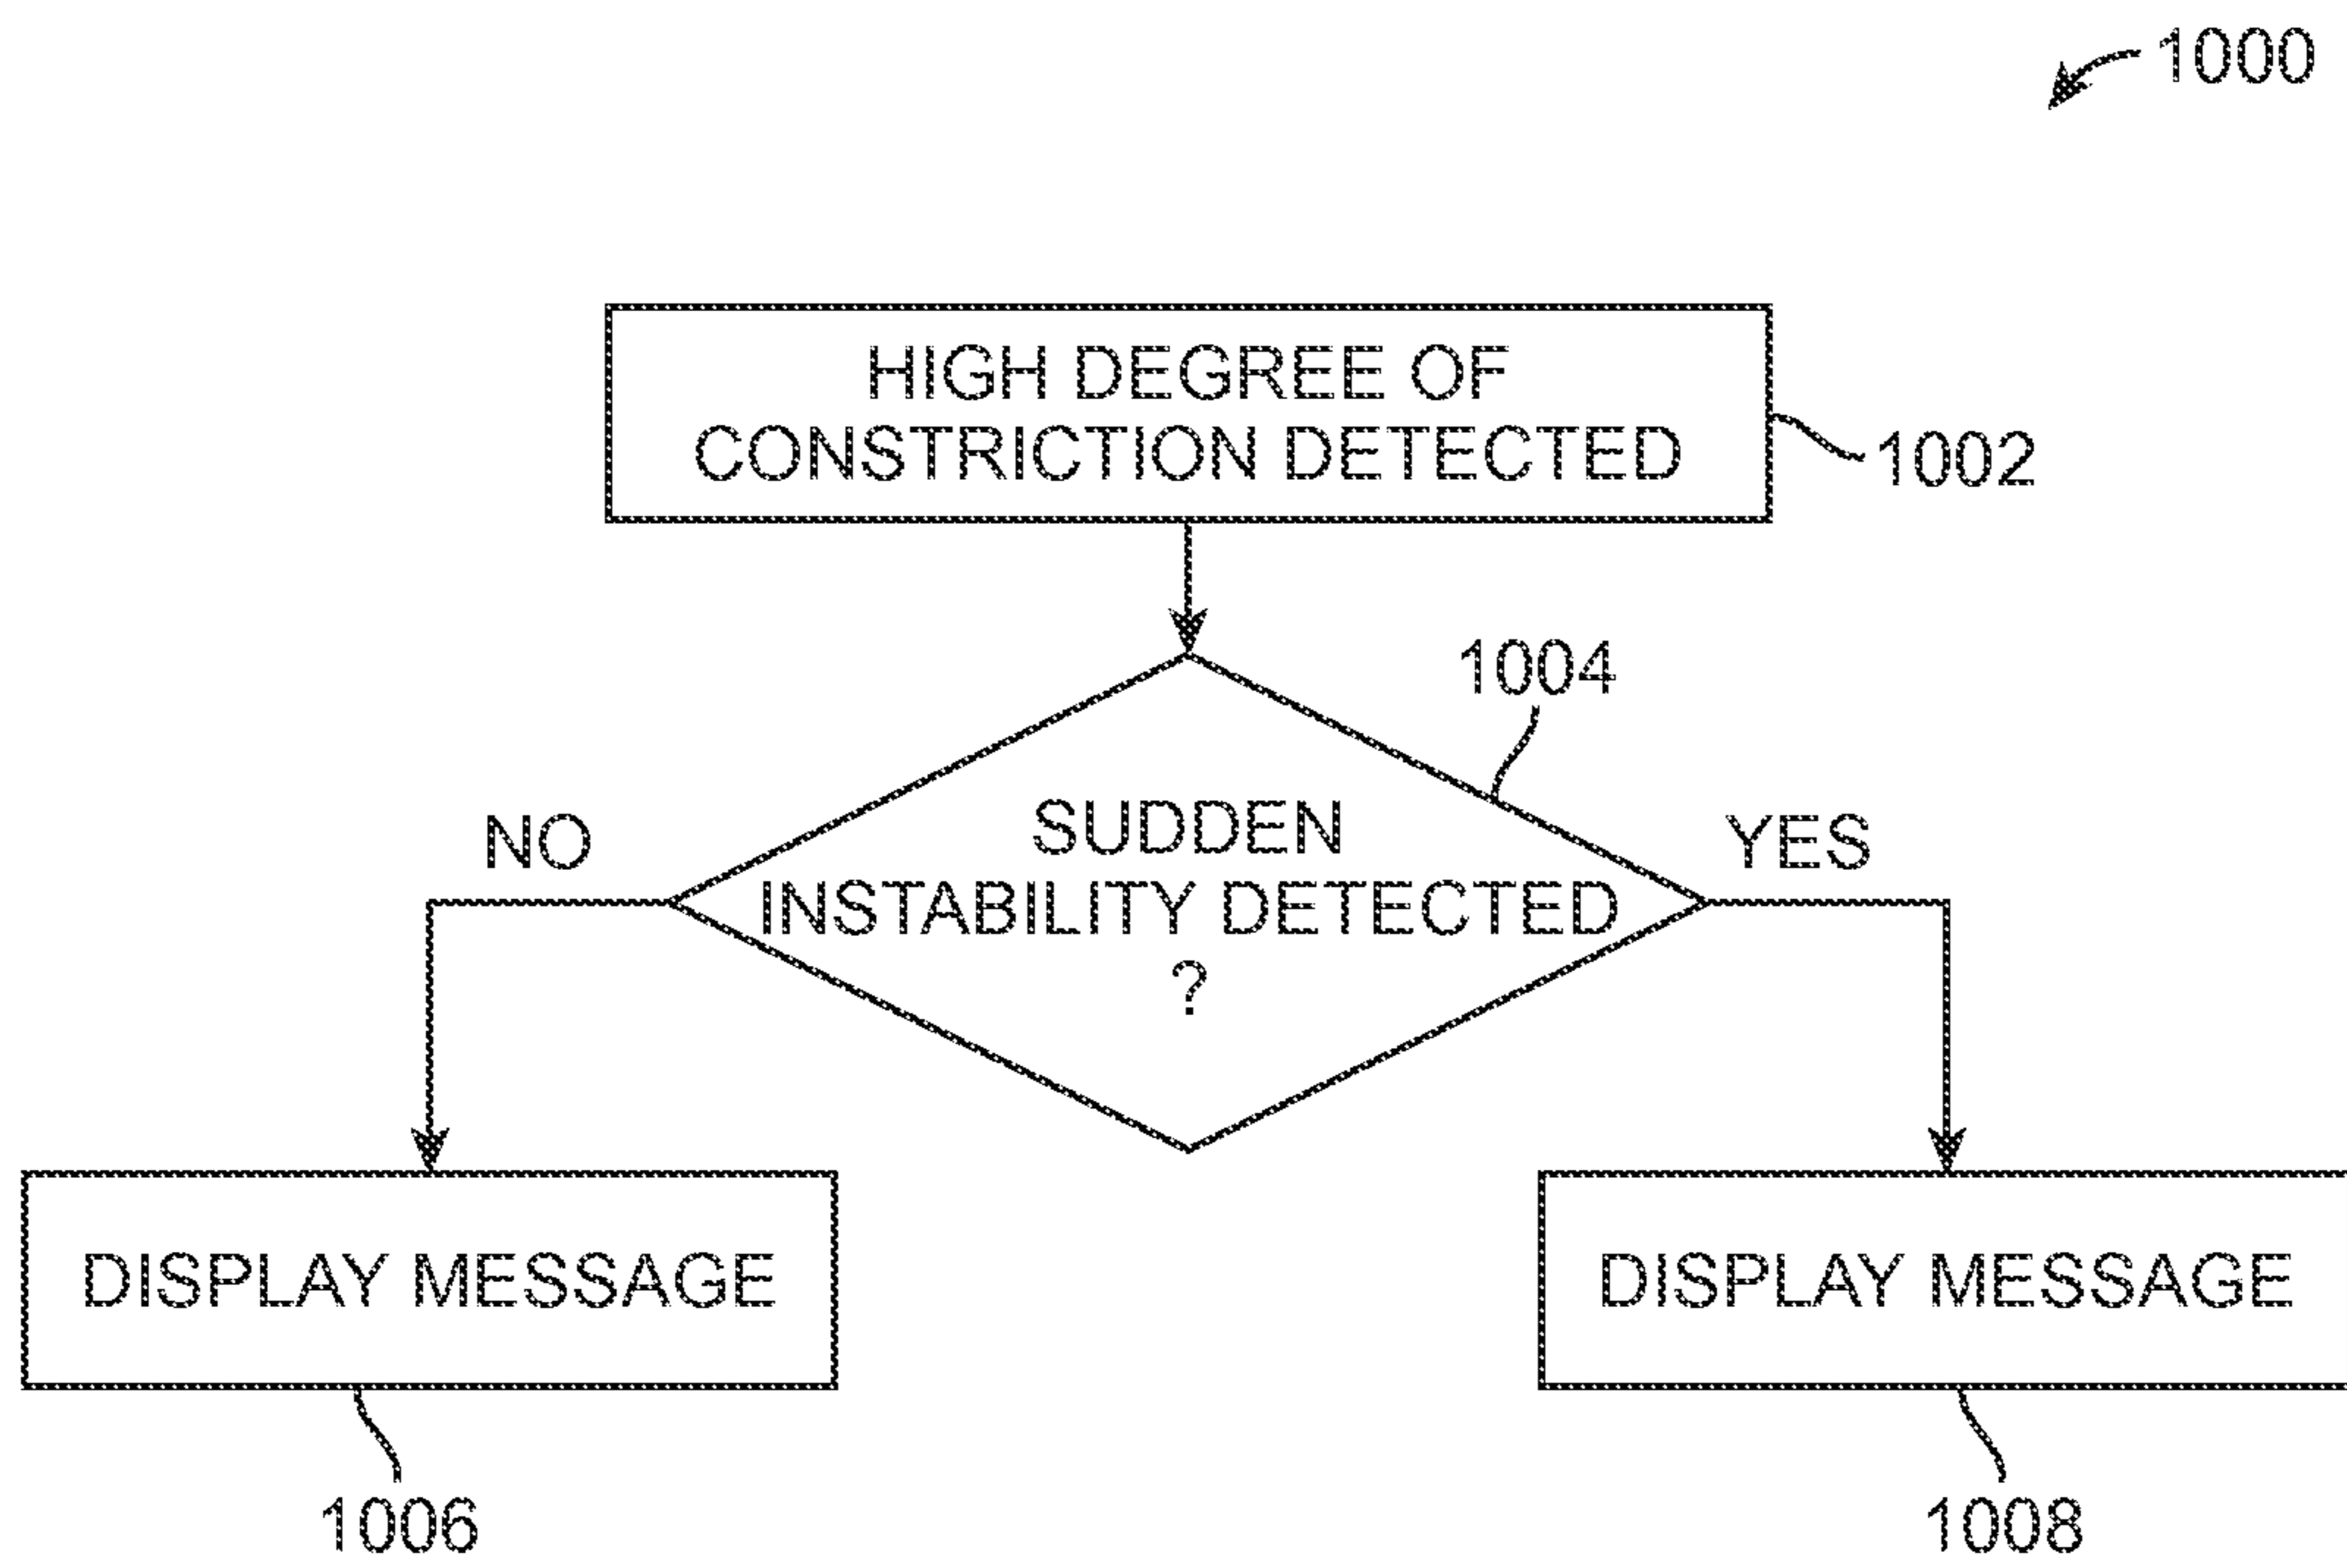 1000
HIGH DEGREE OF
CONSTRICTION DETECTED
1002
1004
SUDDEN
INSTABILITY DETECTED
?
NO
YES
DISPLAY MESSAGE
DISPLAY MESSAGE
1006
1008